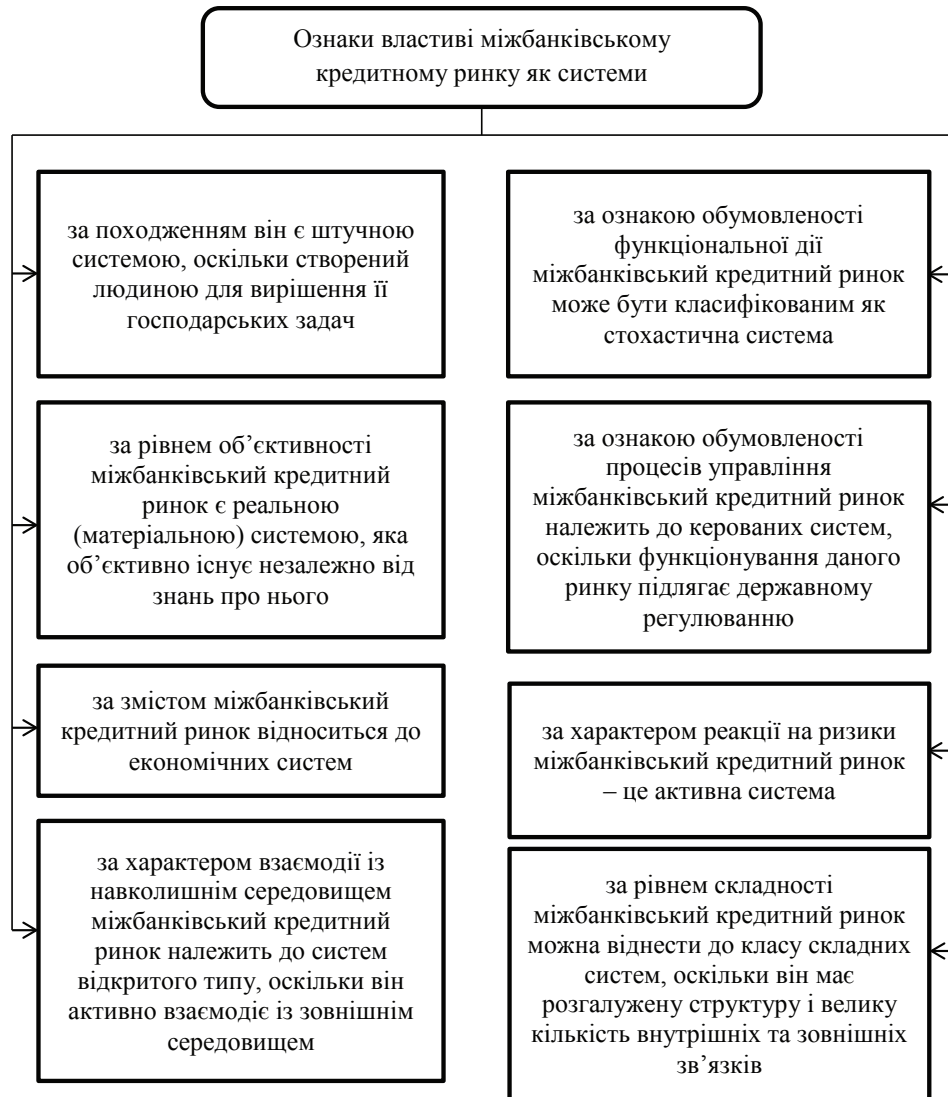 Ознаки властиві міжбанківському
кредитному ринку як системи
за походженням він є штучною
системою, оскільки створений
людиною для вирішення її
господарських задач
за рівнем об’єктивності
міжбанківський кредитний
ринок є реальною
(матеріальною) системою, яка
об’єктивно існує незалежно від
знань про нього
за змістом міжбанківський
кредитний ринок відноситься до
економічних систем
за характером взаємодії із
навколишнім середовищем
міжбанківський кредитний
ринок належить до систем
відкритого типу, оскільки він
активно взаємодіє із зовнішнім
середовищем
за ознакою обумовленості
функціональної дії
міжбанківський кредитний ринок
може бути класифікованим як
стохастична система
за ознакою обумовленості
процесів управління
міжбанківський кредитний ринок
належить до керованих систем,
оскільки функціонування даного
ринку підлягає державному
регулюванню
за характером реакції на ризики
міжбанківський кредитний ринок
– це активна система
за рівнем складності
міжбанківський кредитний ринок
можна віднести до класу складних
систем, оскільки він має
розгалужену структуру і велику
кількість внутрішніх та зовнішніх
зв’язків